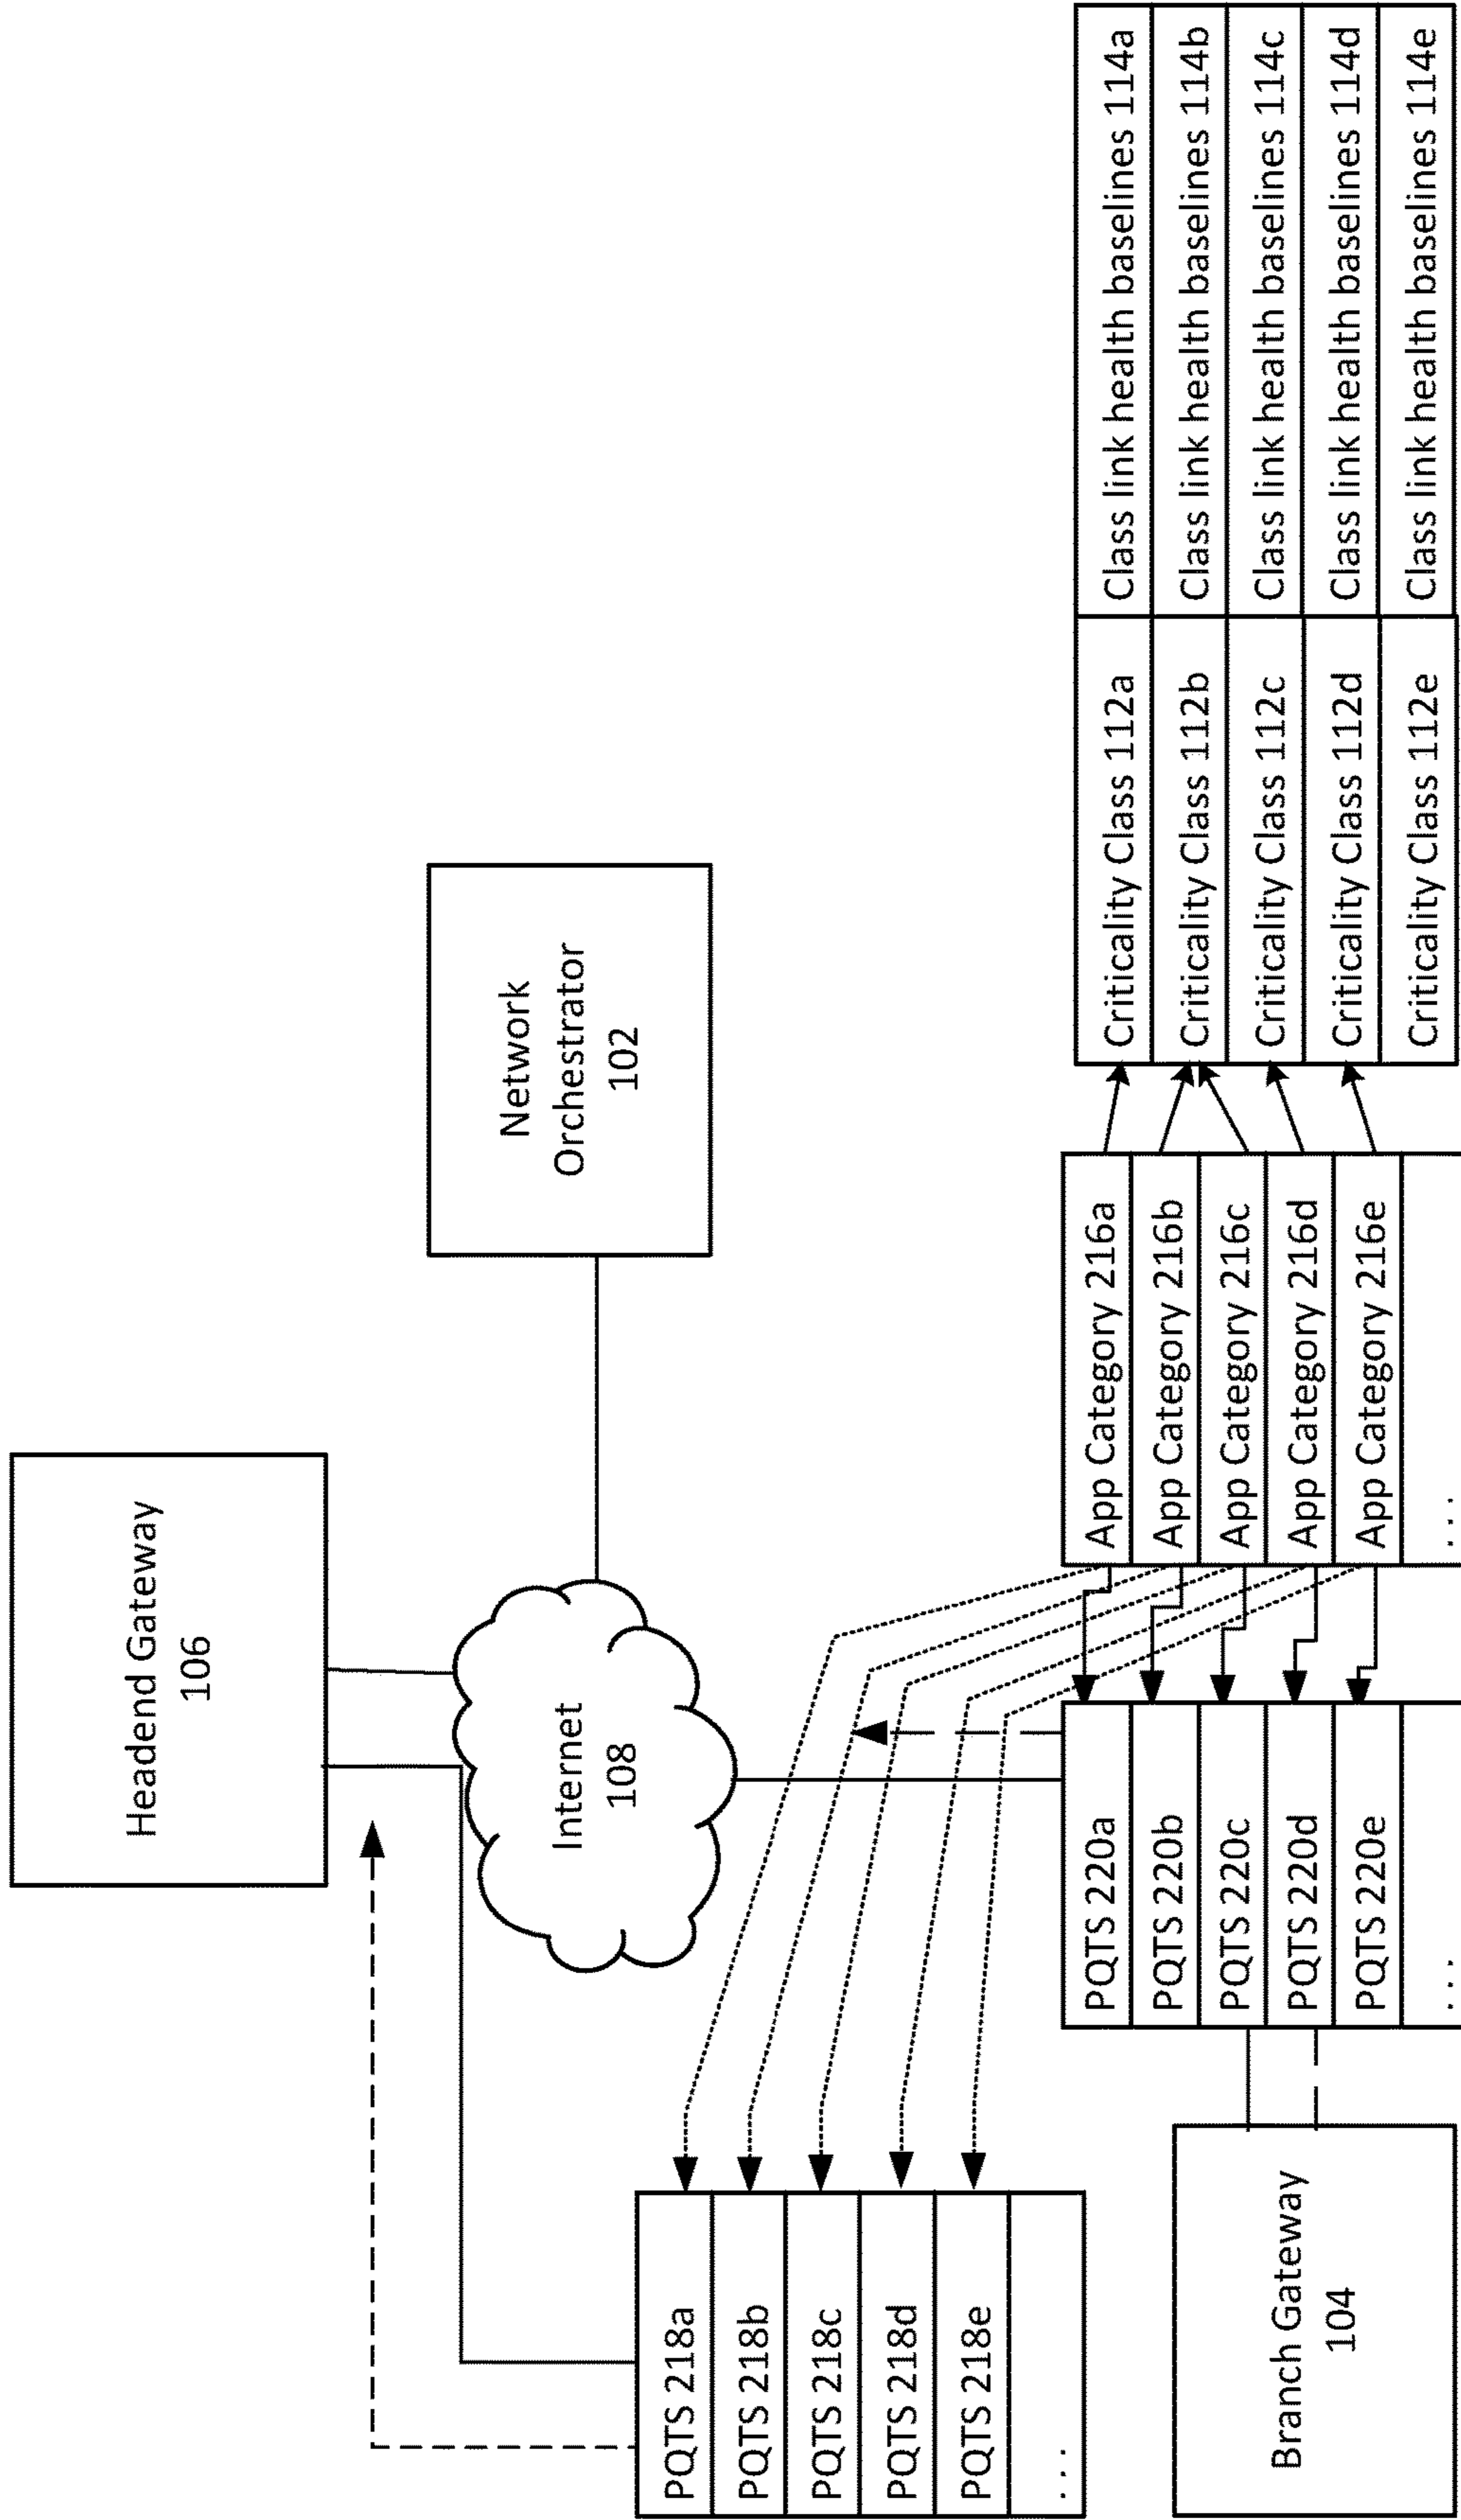 Headend Gateway
106
Network
Orchestrator
102
Internet
108
PQTS 218a
PQTS 218b
PQTS 218c
PQTS 218d
PQTS 218e
...
Branch Gateway
104
PQTS 220a
PQTS 220b
PQTS 220c
PQTS 220d
PQTS 220e
...
App Category 216a
App Category 216b
App Category 216c
App Category 216d
App Category 216e
...
Criticality Class 112a
Class link health baselines 114a
Criticality Class 112b
Class link health baselines 114b
Criticality Class 112c
Class link health baselines 114c
Criticality Class 112d
Class link health baselines 114d
Criticality Class 112e
Class link health baselines 114e